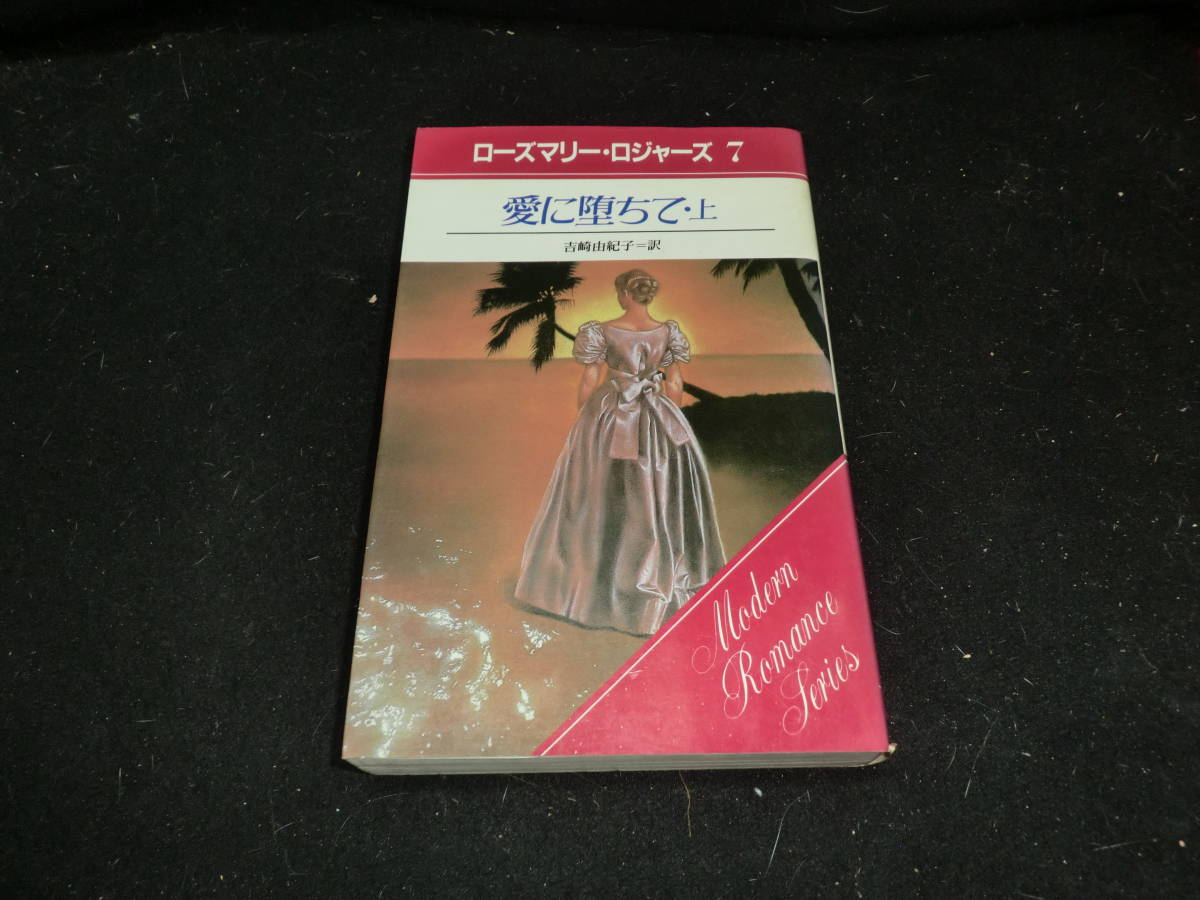 ローズマリー・ロジャーズ 7
愛に堕ちて・上
吉崎由紀子=訳
Modern
Romance
Series